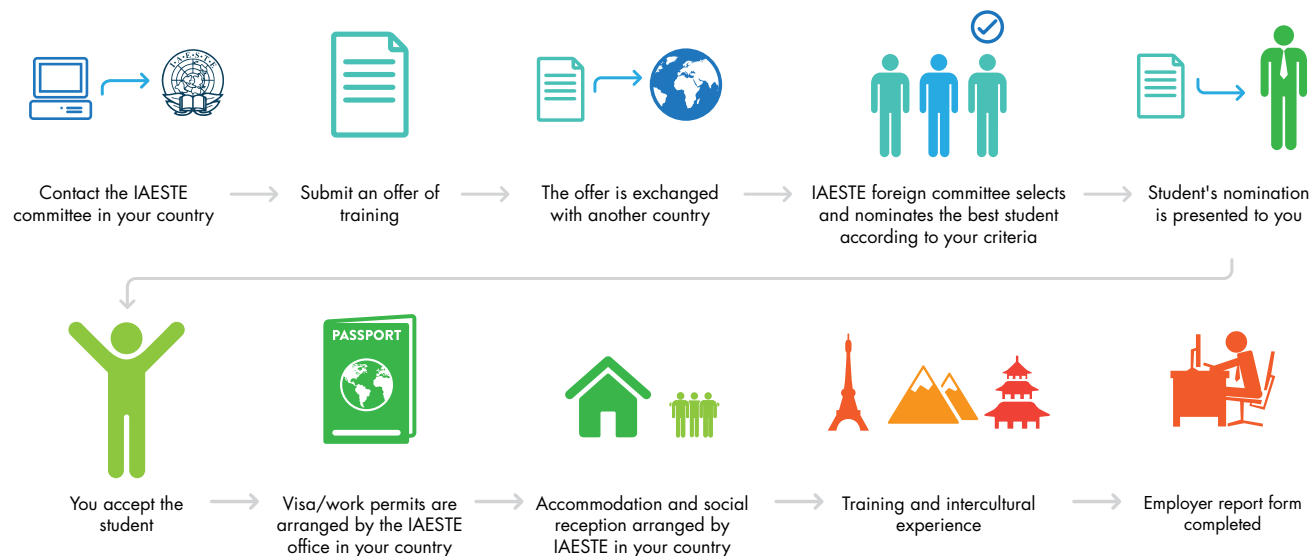 I·A·E·S·T·E
Contact the IAESTE
committee in your country
Submit an offer of
training
The offer is exchanged
with another country
IAESTE foreign committee selects
and nominates the best student
according to your criteria
Student's nomination
is presented to you
PASSPORT
You accept the
student
Visa/work permits are
arranged by the IAESTE
office in your country
Accommodation and social
reception arranged by
IAESTE in your country
Training and intercultural
experience
Employer report form
completed